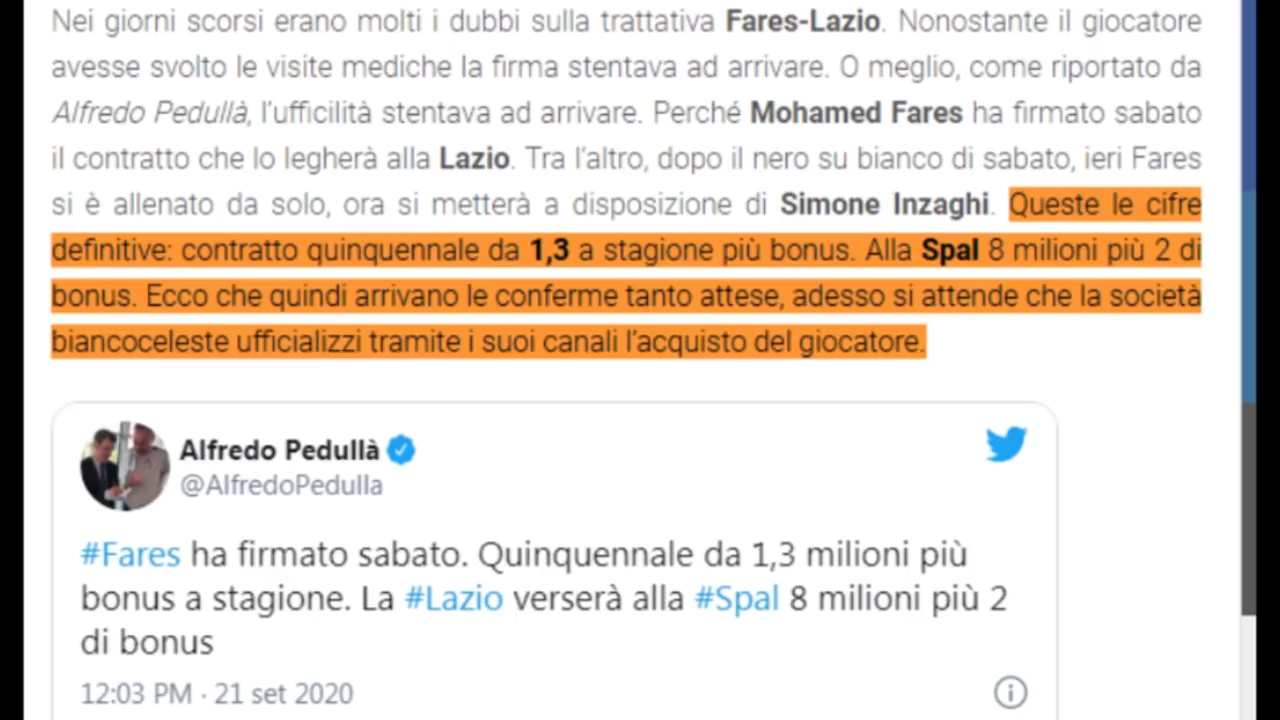 Nei giorni scorsi erano molti i dubbi sulla trattativa Fares-Lazio. Nonostante il giocatore
avesse svolto le visite mediche la firma stentava ad arrivare. O meglio, come riportato da
Alfredo Pedullà, l'ufficilità stentava ad arrivare. Perché Mohamed Fares ha firmato sabato
il contratto che lo legherà alla Lazio. Tra l'altro, dopo il nero su bianco di sabato, ieri Fares
si è allenato da solo, ora si metterà a disposizione di Simone Inzaghi. Queste le cifre
definitive: contratto quinquennale da 1,3 a stagione più bonus. Alla Spal 8 milioni più 2 di
bonus. Ecco che quindi arrivano le conferme tanto attese, adesso si attende che la società
biancoceleste ufficializzi tramite i suoi canali l'acquisto del giocatore.
Alfredo Pedullà
@AlfredoPedulla
#Fares ha firmato sabato. Quinquennale da 1,3 milioni più
bonus a stagione. La #Lazio verserà alla #Spal 8 milioni più 2
di bonus
12:03 PM · 21 set 2020